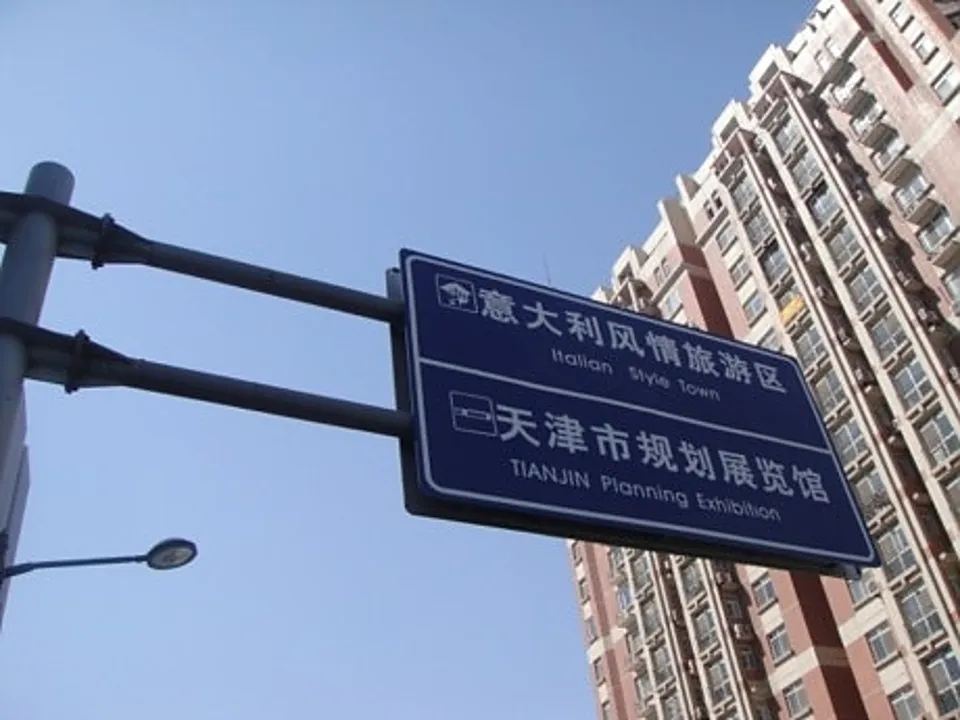 意大利风情旅游区
Italian Style Town
天津市规划展览馆
TIANJIN Planning Exhibition